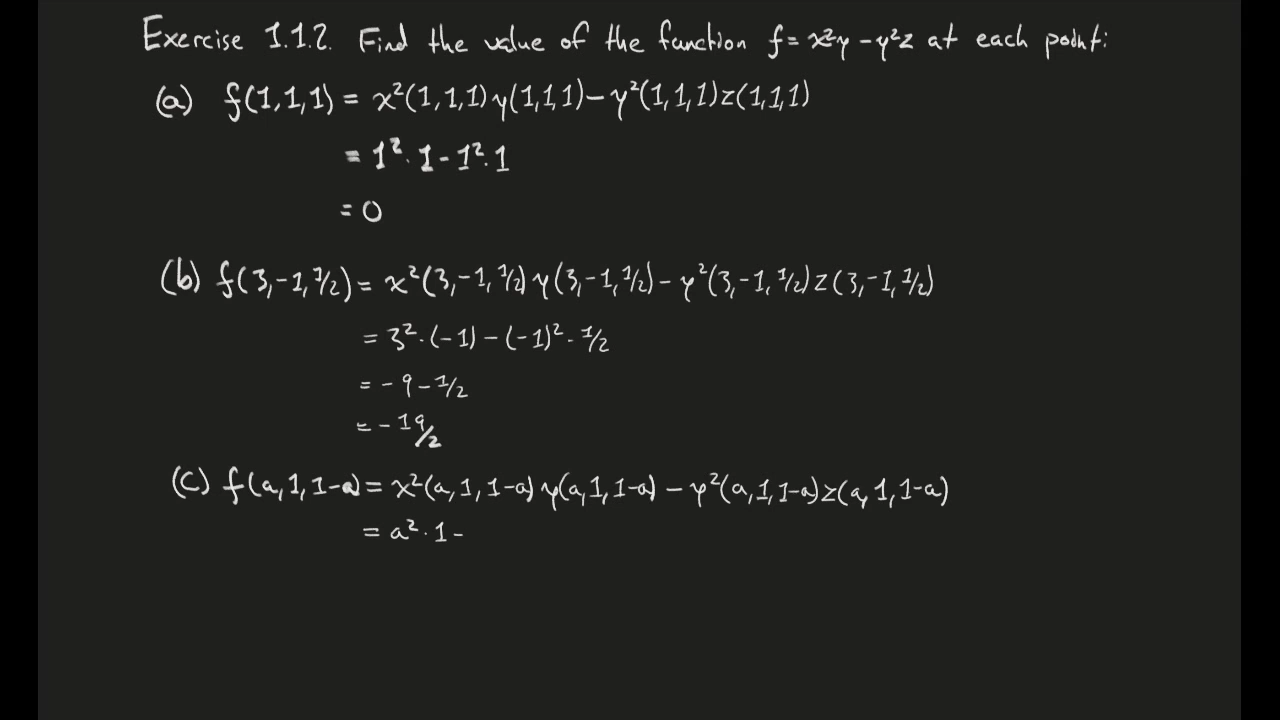 Exercise 1.1.2. Find the value of the function f = x²y - y²z at each point:
(a) f(1,1,1) = x²(1,1,1)y(1,1,1) - y²(1,1,1)z(1,1,1)
= 1²·1 - 1²·1
= 0
(b) f(3,-1,1/2) = x²(3,-1,1/2)y(3,-1,1/2) - y²(3,-1,1/2)z(3,-1,1/2)
= 3²·(-1) - (-1)²·1/2
= -9 - 1/2
= -19/2
(c) f(a,1,1-a) = x²(a,1,1-a)y(a,1,1-a) - y²(a,1,1-a)z(a,1,1-a)
= a²·1 -